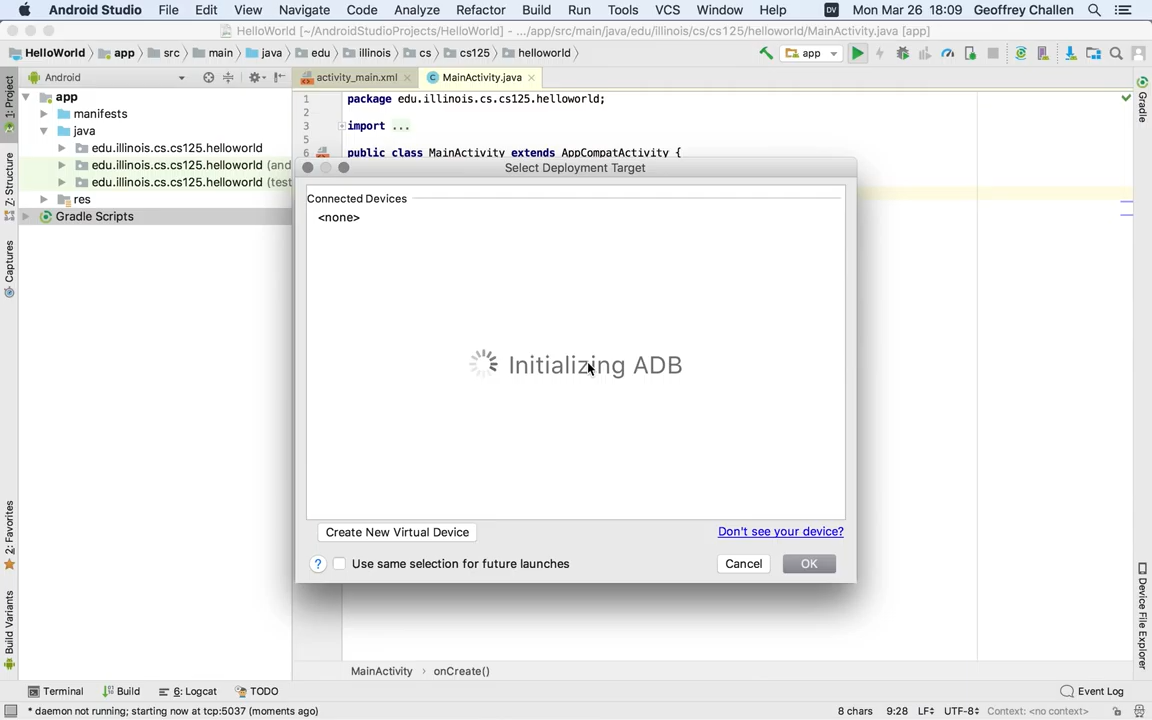 Android Studio File Edit View Navigate Code Analyze Refactor Build Run Tools VCS Window Help DV Mon Mar 26 18:09 Geoffrey Challen
HelloWorld [~/AndroidStudioProjects/HelloWorld] - .../app/src/main/java/edu/illinois/cs/cs125/helloworld/MainActivity.java [app]
HelloWorld app src main java edu illinois cs cs125 helloworld app
1: Project
Android
activity_main.xml
MainActivity.java
Gradle
app
manifests
java
edu.illinois.cs.cs125.helloworld
edu.illinois.cs.cs125.helloworld (and
edu.illinois.cs.cs125.helloworld (test
res
Gradle Scripts
Z: Structure
Captures
2: Favorites
Build Variants
1 package edu.illinois.cs.cs125.helloworld;
2
3 import ...
5
6 public class MainActivity extends AppCompatActivity {
Select Deployment Target
Connected Devices
<none>
Initializing ADB
Create New Virtual Device
Don't see your device?
? Use same selection for future launches
Cancel
OK
Device File Explorer
MainActivity › onCreate()
Terminal Build 6: Logcat TODO Event Log
* daemon not running; starting now at tcp:5037 (moments ago) 8 chars 9:28 LF UTF-8 Context: <no context>